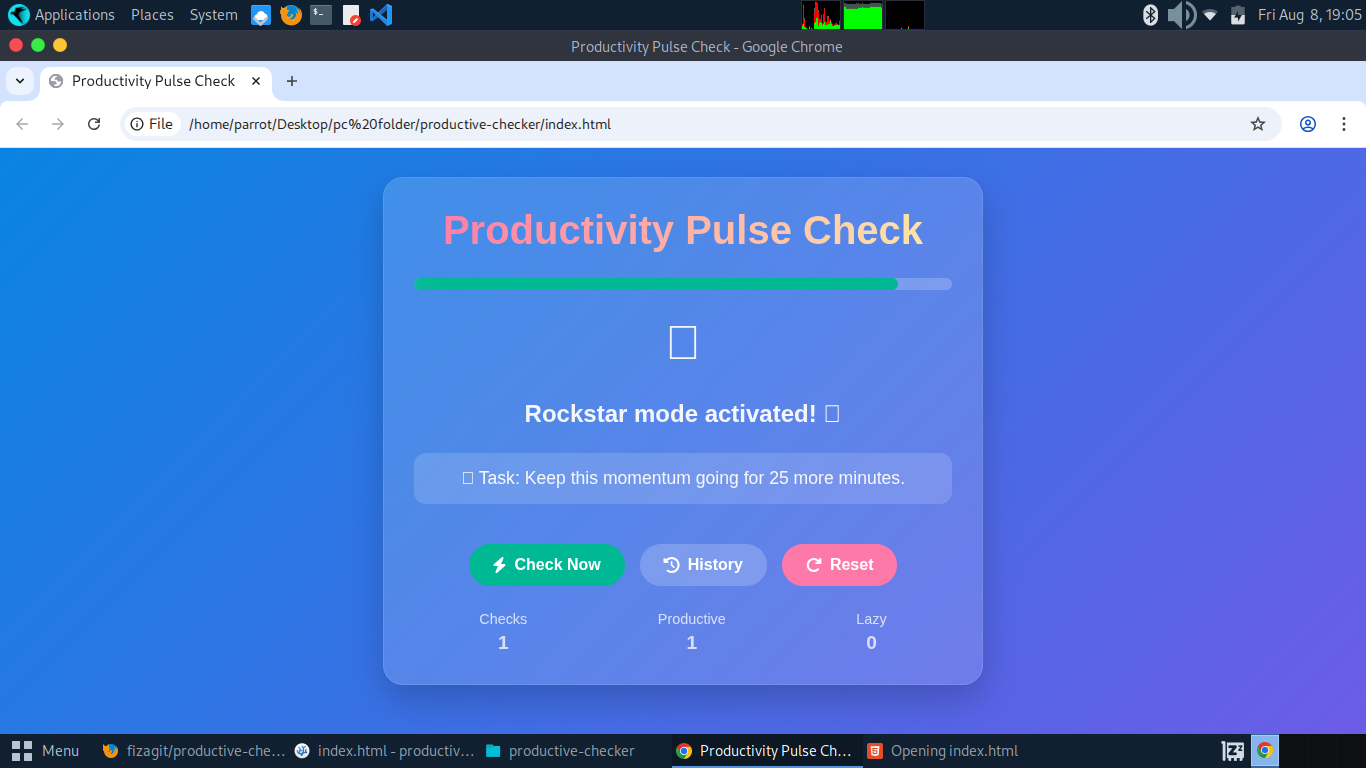 Applications Places System Fri Aug 8, 19:05
Productivity Pulse Check - Google Chrome
Productivity Pulse Check
File /home/parrot/Desktop/pc%20folder/productive-checker/index.html
Productivity Pulse Check
Rockstar mode activated!
Task: Keep this momentum going for 25 more minutes.
Check Now History Reset
Checks Productive Lazy
1 1 0
Menu fizagit/productive-che... index.html - productiv... productive-checker Productivity Pulse Ch... Opening index.html